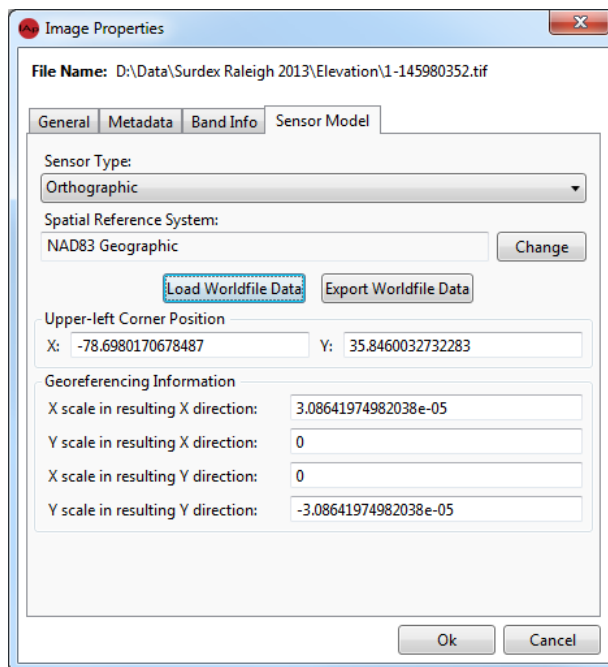 IAp Image Properties
File Name: D:\Data\Surdex Raleigh 2013\Elevation\1-145980352.tif
General Metadata Band Info Sensor Model
Sensor Type:
Orthographic
Spatial Reference System:
NAD83 Geographic Change
Load Worldfile Data Export Worldfile Data
Upper-left Corner Position
X: -78.6980170678487 Y: 35.8460032732283
Georeferencing Information
X scale in resulting X direction: 3.08641974982038e-05
Y scale in resulting X direction: 0
X scale in resulting Y direction: 0
Y scale in resulting Y direction: -3.08641974982038e-05
Ok Cancel